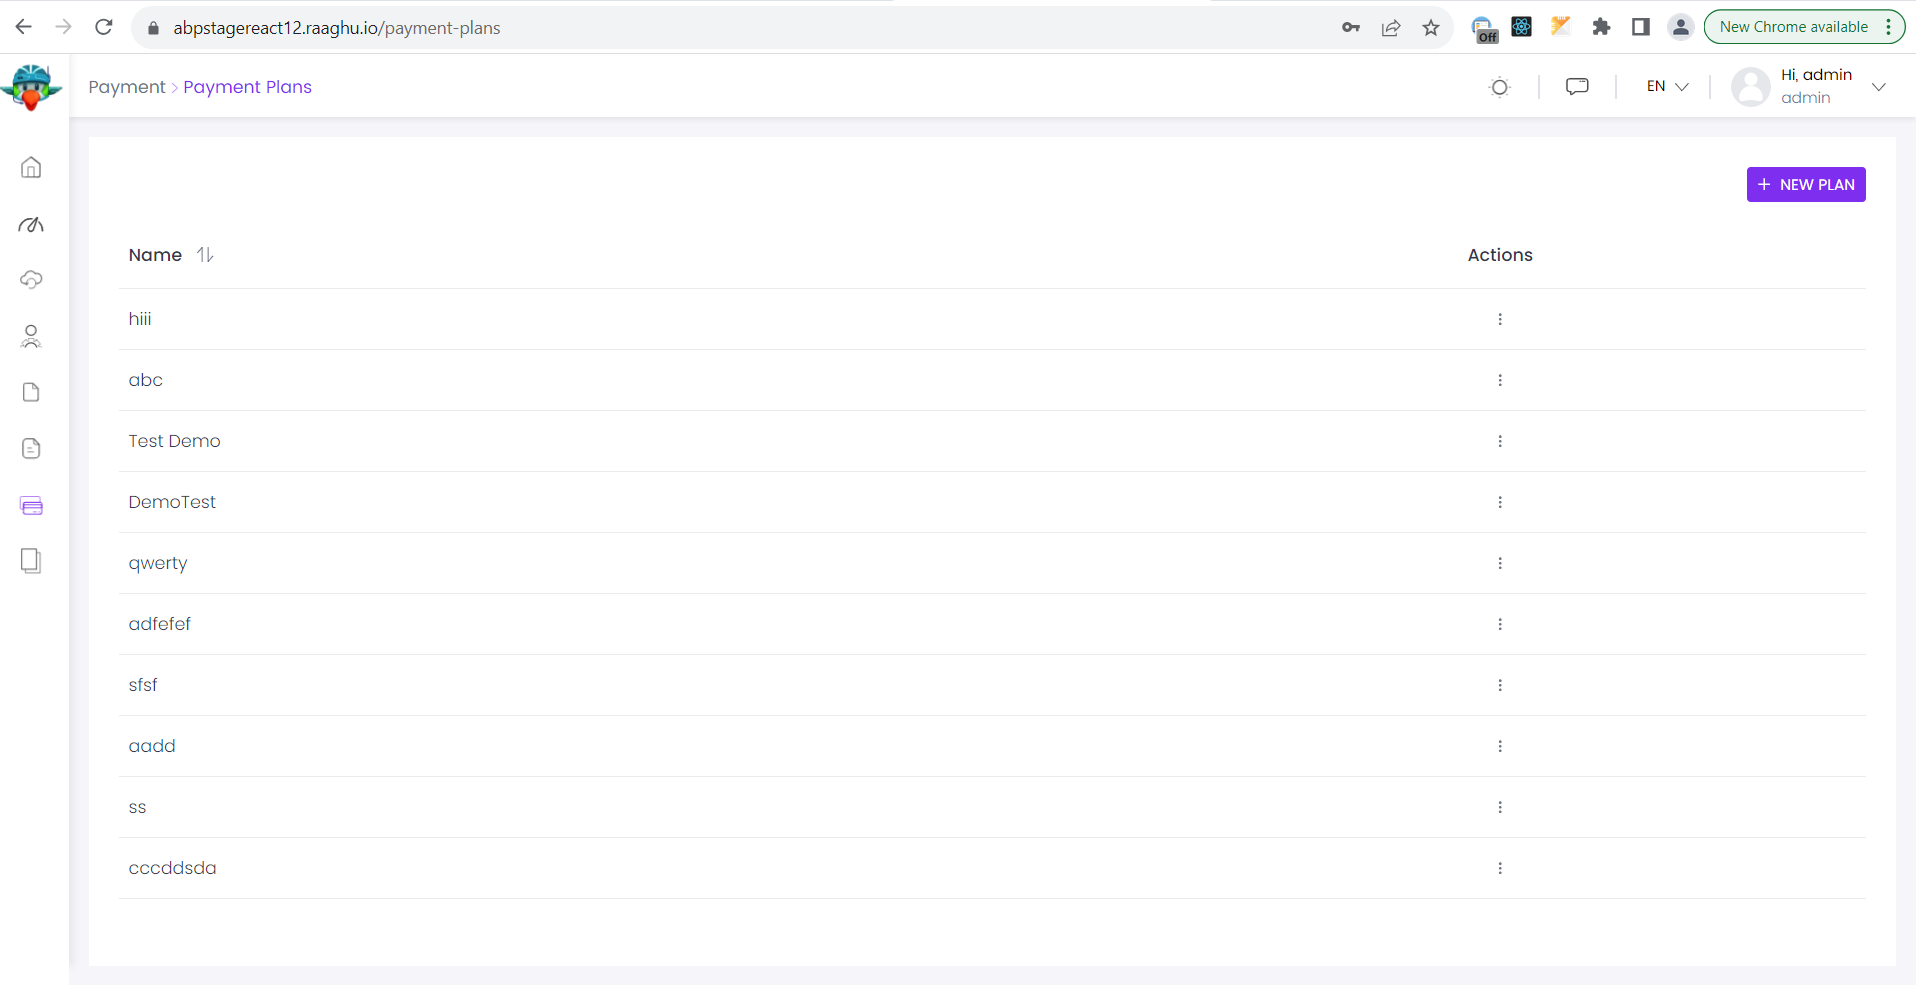 abpstagereact12.raaghu.io/payment-plans
Off
New Chrome available
Payment > Payment Plans
EN
Hi, admin
admin
+ NEW PLAN
Name
Actions
hiii
abc
Test Demo
DemoTest
qwerty
adfefef
sfsf
aadd
ss
cccddsda